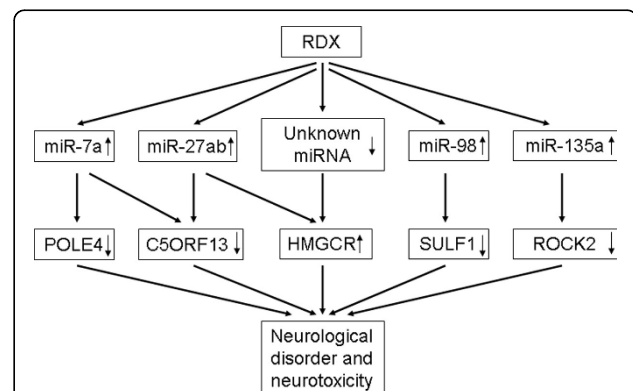 RDX
miR-7a↑
miR-27ab↑
Unknown
miRNA ↓
miR-98↑
miR-135a↑
POLE4↓
C5ORF13↓
HMGCR↑
SULF1↓
ROCK2 ↓
Neurological
disorder and
neurotoxicity